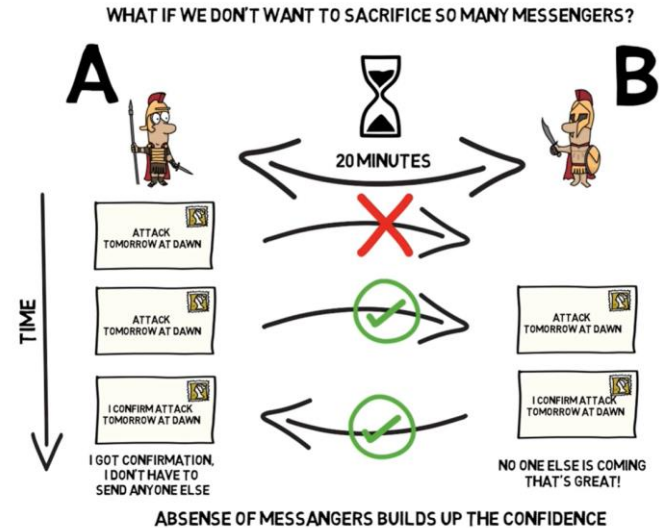 WHAT IF WE DON'T WANT TO SACRIFICE SO MANY MESSENGERS?
A
B
20 MINUTES
TIME
ATTACK
TOMORROW AT DAWN
ATTACK
TOMORROW AT DAWN
ATTACK
TOMORROW AT DAWN
I CONFIRM ATTACK
TOMORROW AT DAWN
I CONFIRM ATTACK
TOMORROW AT DAWN
I GOT CONFIRMATION,
I DON'T HAVE TO
SEND ANYONE ELSE
NO ONE ELSE IS COMING
THAT'S GREAT!
ABSENSE OF MESSANGERS BUILDS UP THE CONFIDENCE